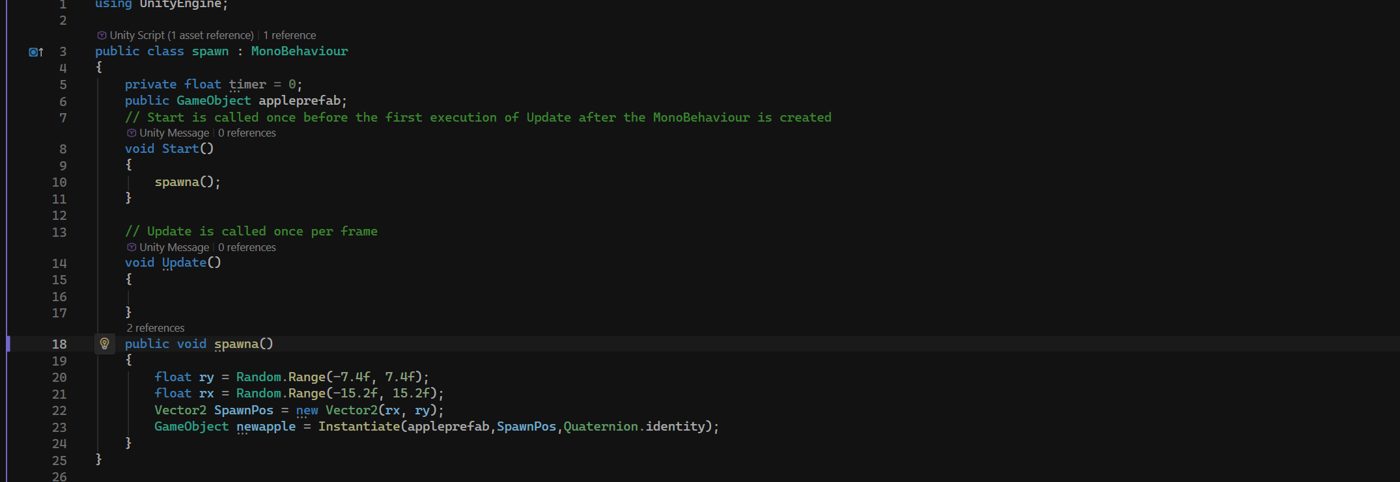 1 using UnityEngine;
2
Unity Script (1 asset reference) | 1 reference
3 public class spawn : MonoBehaviour
4 {
5 private float timer = 0;
6 public GameObject appleprefab;
7 // Start is called once before the first execution of Update after the MonoBehaviour is created
Unity Message | 0 references
8 void Start()
9 {
10 spawna();
11 }
12
13 // Update is called once per frame
Unity Message | 0 references
14 void Update()
15 {
16
17 }
2 references
18 public void spawna()
19 {
20 float ry = Random.Range(-7.4f, 7.4f);
21 float rx = Random.Range(-15.2f, 15.2f);
22 Vector2 SpawnPos = new Vector2(rx, ry);
23 GameObject newapple = Instantiate(appleprefab,SpawnPos,Quaternion.identity);
24 }
25 }
26